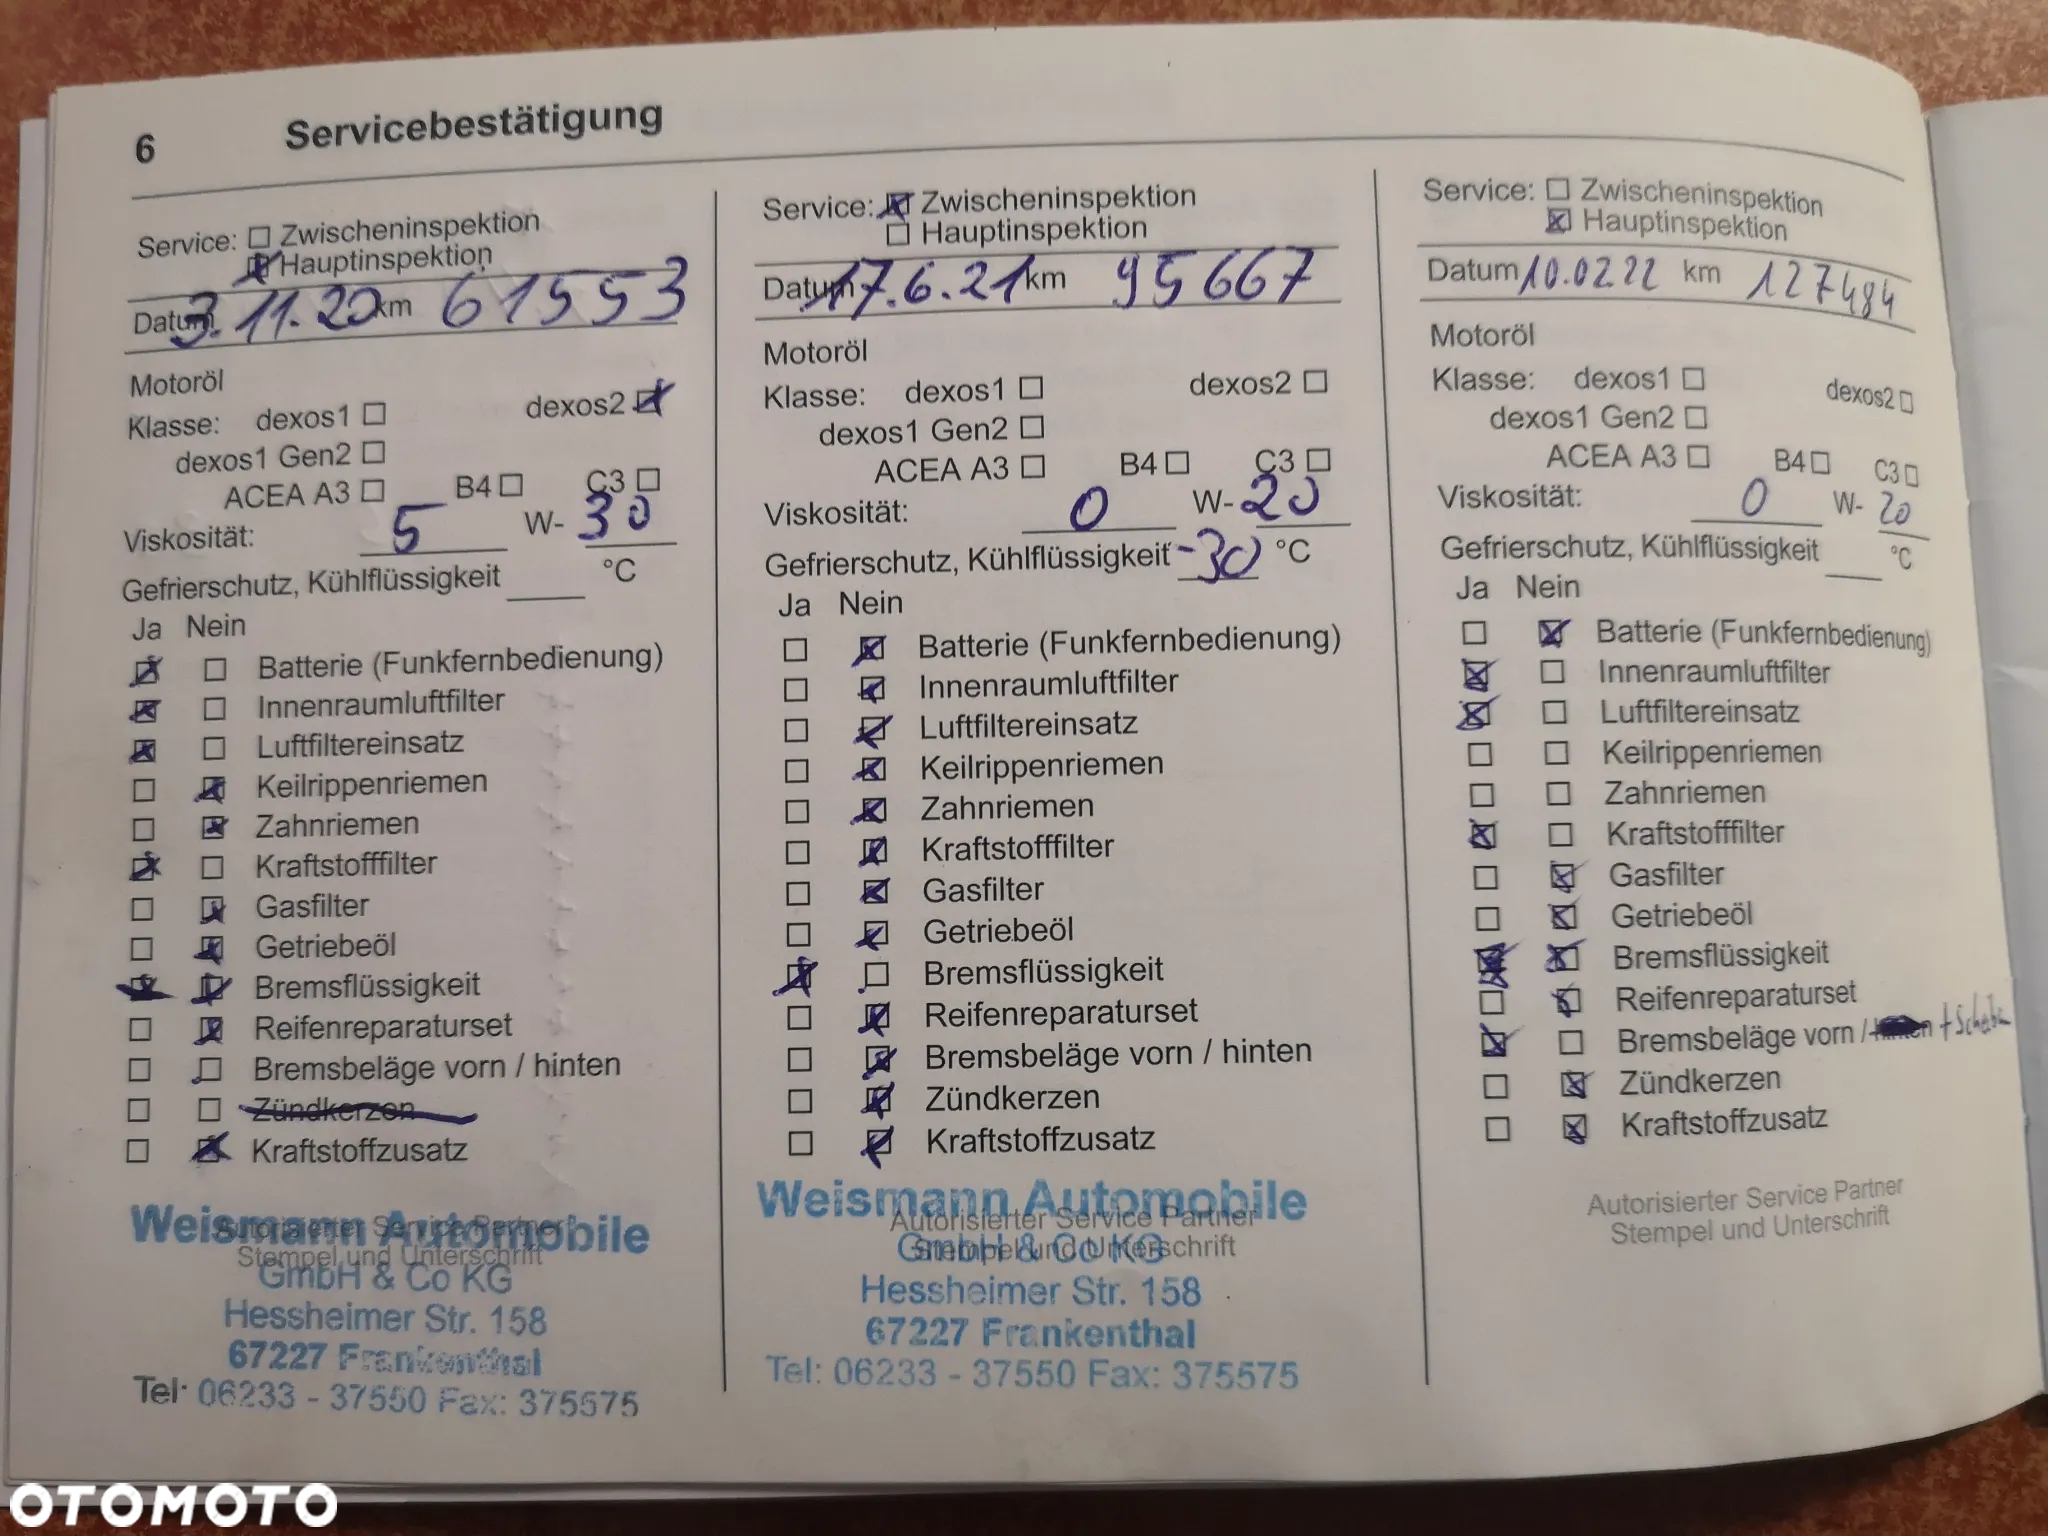 6 Servicebestätigung
Service: Zwischeninspektion
Hauptinspektion
Datum 3.11.20 km 61553
Motoröl
Klasse: dexos1 dexos2
dexos1 Gen2
ACEA A3 B4 C3
Viskosität: 5 W- 30
Gefrierschutz, Kühlflüssigkeit °C
Ja Nein
Batterie (Funkfernbedienung)
Innenraumluftfilter
Luftfiltereinsatz
Keilrippenriemen
Zahnriemen
Kraftstofffilter
Gasfilter
Getriebeöl
Bremsflüssigkeit
Reifenreparaturset
Bremsbeläge vorn / hinten
Zündkerzen
Kraftstoffzusatz
Autorisierter Service Partner
Stempel und Unterschrift
Weismann Automobile
GmbH & Co KG
Hessheimer Str. 158
67227 Frankenthal
Tel: 06233 - 37550 Fax: 375575
Service: Zwischeninspektion
Hauptinspektion
Datum 17.6.21 km 95667
Motoröl
Klasse: dexos1 dexos2
dexos1 Gen2
ACEA A3 B4 C3
Viskosität: 0 W- 20
Gefrierschutz, Kühlflüssigkeit -30 °C
Ja Nein
Batterie (Funkfernbedienung)
Innenraumluftfilter
Luftfiltereinsatz
Keilrippenriemen
Zahnriemen
Kraftstofffilter
Gasfilter
Getriebeöl
Bremsflüssigkeit
Reifenreparaturset
Bremsbeläge vorn / hinten
Zündkerzen
Kraftstoffzusatz
Autorisierter Service Partner
Stempel und Unterschrift
Weismann Automobile
GmbH & Co KG
Hessheimer Str. 158
67227 Frankenthal
Tel: 06233 - 37550 Fax: 375575
Service: Zwischeninspektion
Hauptinspektion
Datum 10.02.22 km 127484
Motoröl
Klasse: dexos1 dexos2
dexos1 Gen2
ACEA A3 B4 C3
Viskosität: 0 W- 20
Gefrierschutz, Kühlflüssigkeit °C
Ja Nein
Batterie (Funkfernbedienung)
Innenraumluftfilter
Luftfiltereinsatz
Keilrippenriemen
Zahnriemen
Kraftstofffilter
Gasfilter
Getriebeöl
Bremsflüssigkeit
Reifenreparaturset
Bremsbeläge vorn / hinten +
Zündkerzen
Kraftstoffzusatz
Autorisierter Service Partner
Stempel und Unterschrift
OTOMOTO